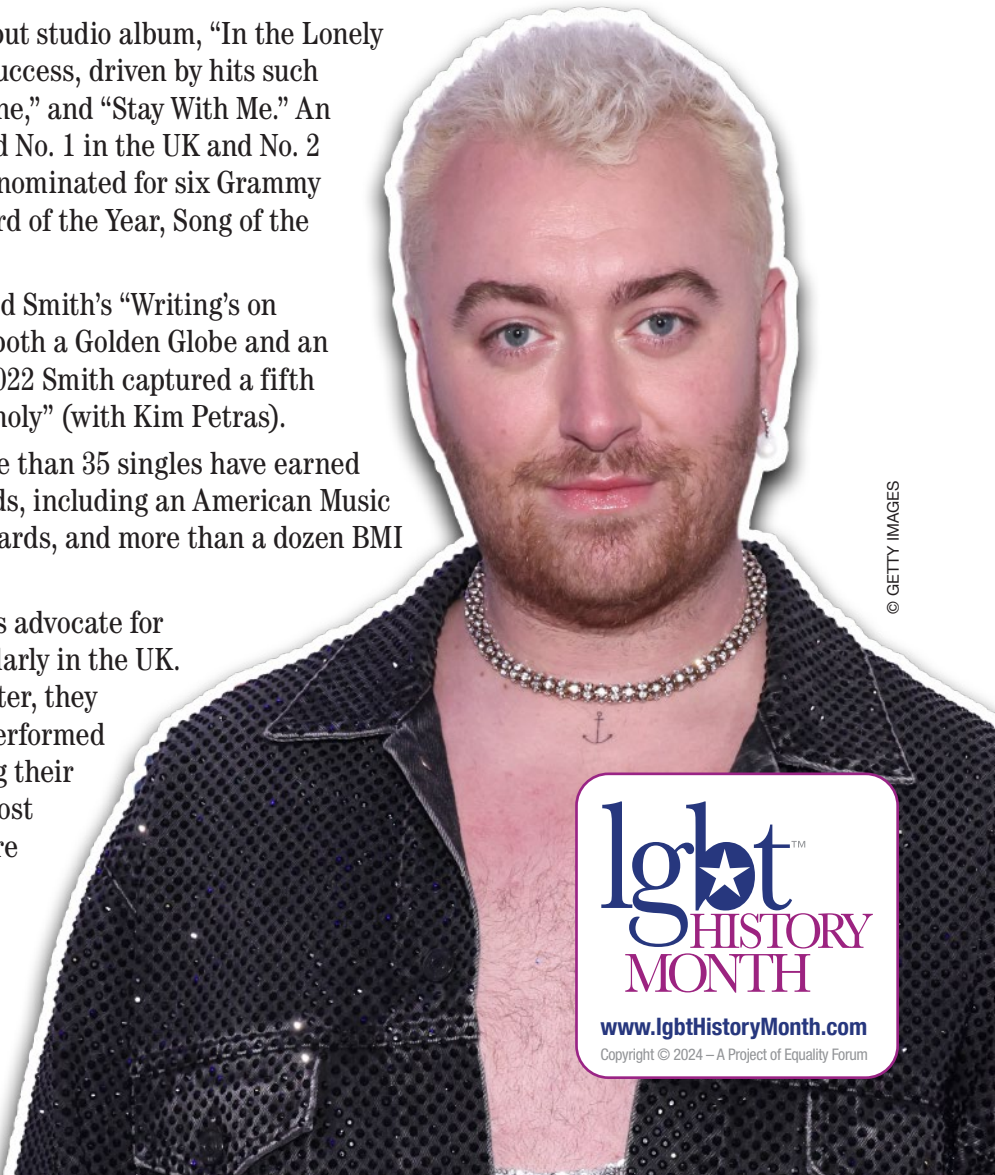 out studio album, “In the Lonely
uccess, driven by hits such
ne,” and “Stay With Me.” An
d No. 1 in the UK and No. 2
nominated for six Grammy
rd of the Year, Song of the
d Smith’s “Writing’s on
both a Golden Globe and an
022 Smith captured a fifth
holy” (with Kim Petras).
e than 35 singles have earned
ds, including an American Music
ards, and more than a dozen BMI
s advocate for
larly in the UK.
ter, they
erformed
g their
ost
re
© GETTY IMAGES
lgbt™
HISTORY
MONTH
www.lgbtHistoryMonth.com
Copyright © 2024 – A Project of Equality Forum